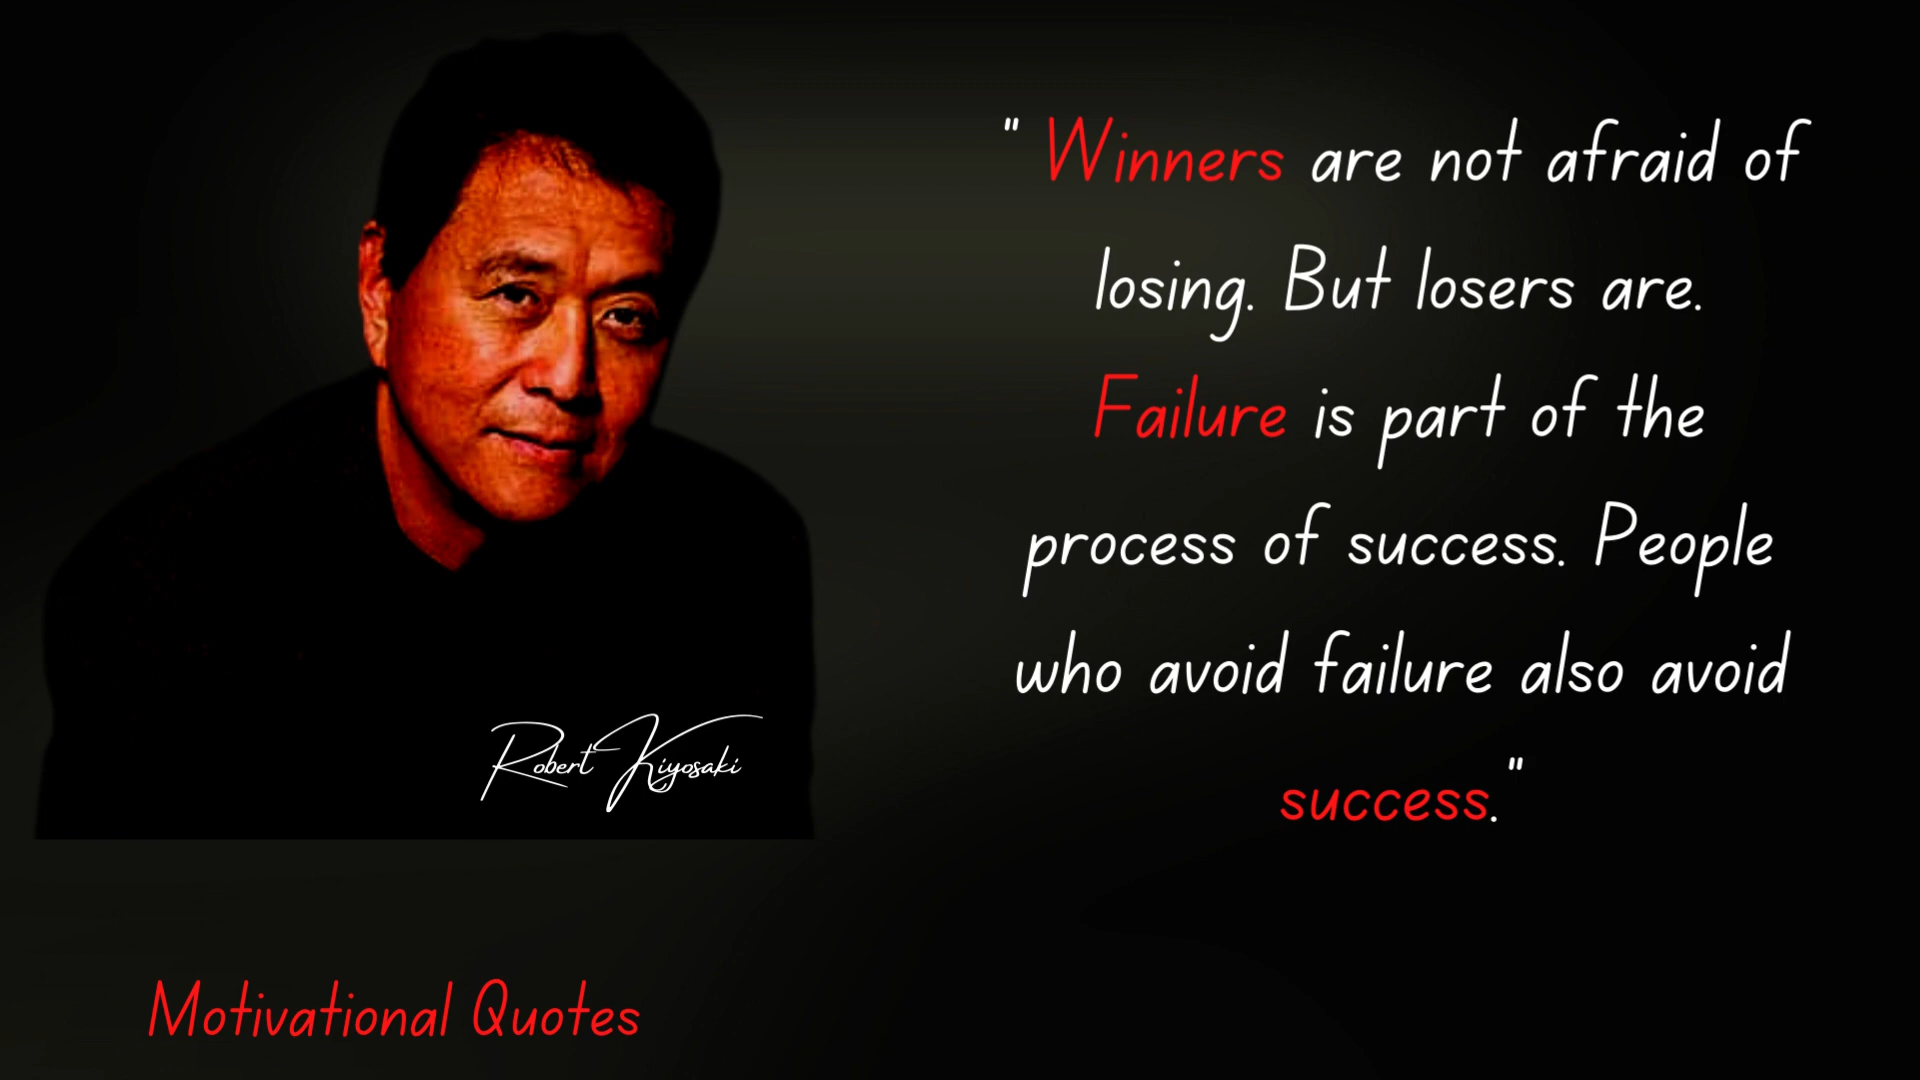 " Winners are not afraid of
losing. But losers are.
Failure is part of the
process of success. People
who avoid failure also avoid
success."
Robert Kiyosaki
Motivational Quotes